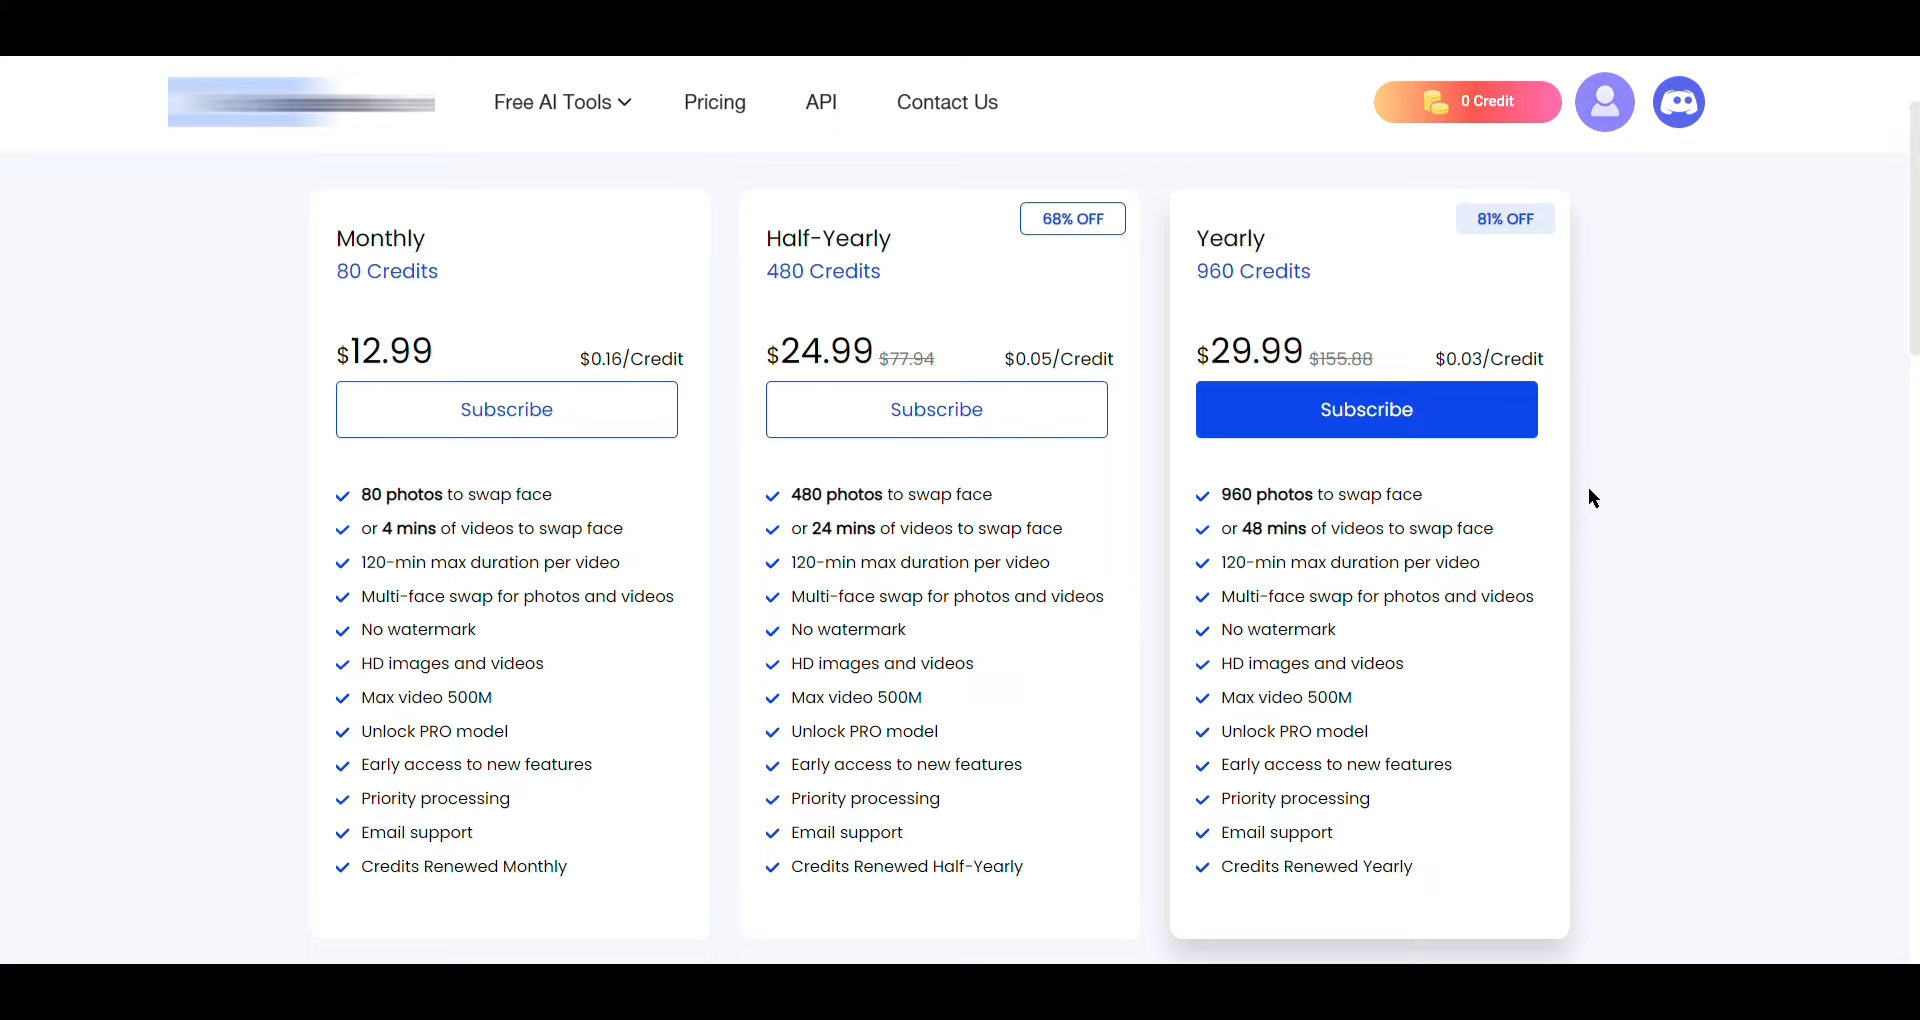 Free AI Tools
Pricing
API
Contact Us
0 Credit
Monthly
80 Credits
$12.99
$0.16/Credit
Subscribe
80 photos to swap face
or 4 mins of videos to swap face
120-min max duration per video
Multi-face swap for photos and videos
No watermark
HD images and videos
Max video 500M
Unlock PRO model
Early access to new features
Priority processing
Email support
Credits Renewed Monthly
68% OFF
Half-Yearly
480 Credits
$24.99 $77.94
$0.05/Credit
Subscribe
480 photos to swap face
or 24 mins of videos to swap face
120-min max duration per video
Multi-face swap for photos and videos
No watermark
HD images and videos
Max video 500M
Unlock PRO model
Early access to new features
Priority processing
Email support
Credits Renewed Half-Yearly
81% OFF
Yearly
960 Credits
$29.99 $155.88
$0.03/Credit
Subscribe
960 photos to swap face
or 48 mins of videos to swap face
120-min max duration per video
Multi-face swap for photos and videos
No watermark
HD images and videos
Max video 500M
Unlock PRO model
Early access to new features
Priority processing
Email support
Credits Renewed Yearly